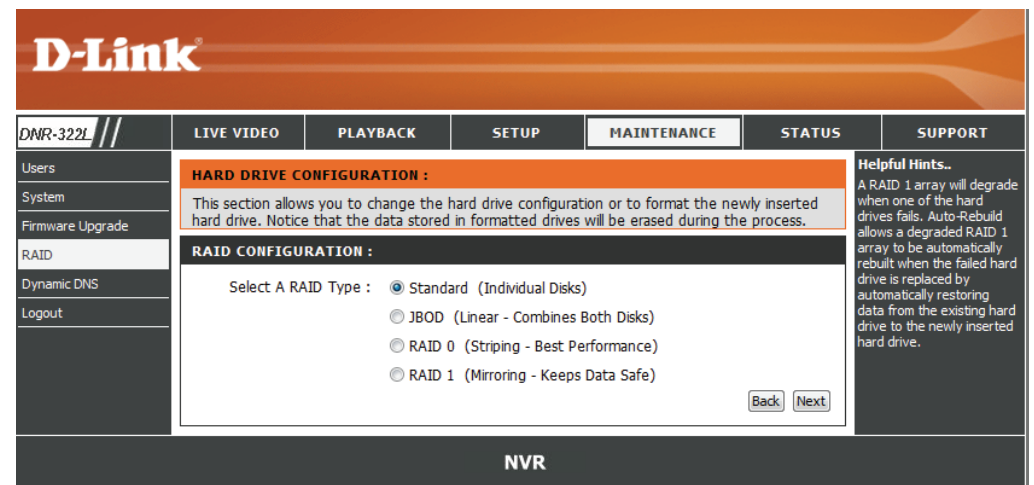 D-Link®
DNR-322L
LIVE VIDEO
PLAYBACK
SETUP
MAINTENANCE
STATUS
SUPPORT
Users
System
Firmware Upgrade
RAID
Dynamic DNS
Logout
HARD DRIVE CONFIGURATION :
This section allows you to change the hard drive configuration or to format the newly inserted
hard drive. Notice that the data stored in formatted drives will be erased during the process.
RAID CONFIGURATION :
Select A RAID Type :
Standard (Individual Disks)
JBOD (Linear - Combines Both Disks)
RAID 0 (Striping - Best Performance)
RAID 1 (Mirroring - Keeps Data Safe)
Back
Next
Helpful Hints..
A RAID 1 array will degrade
when one of the hard
drives fails. Auto-Rebuild
allows a degraded RAID 1
array to be automatically
rebuilt when the failed hard
drive is replaced by
automatically restoring
data from the existing hard
drive to the newly inserted
hard drive.
NVR